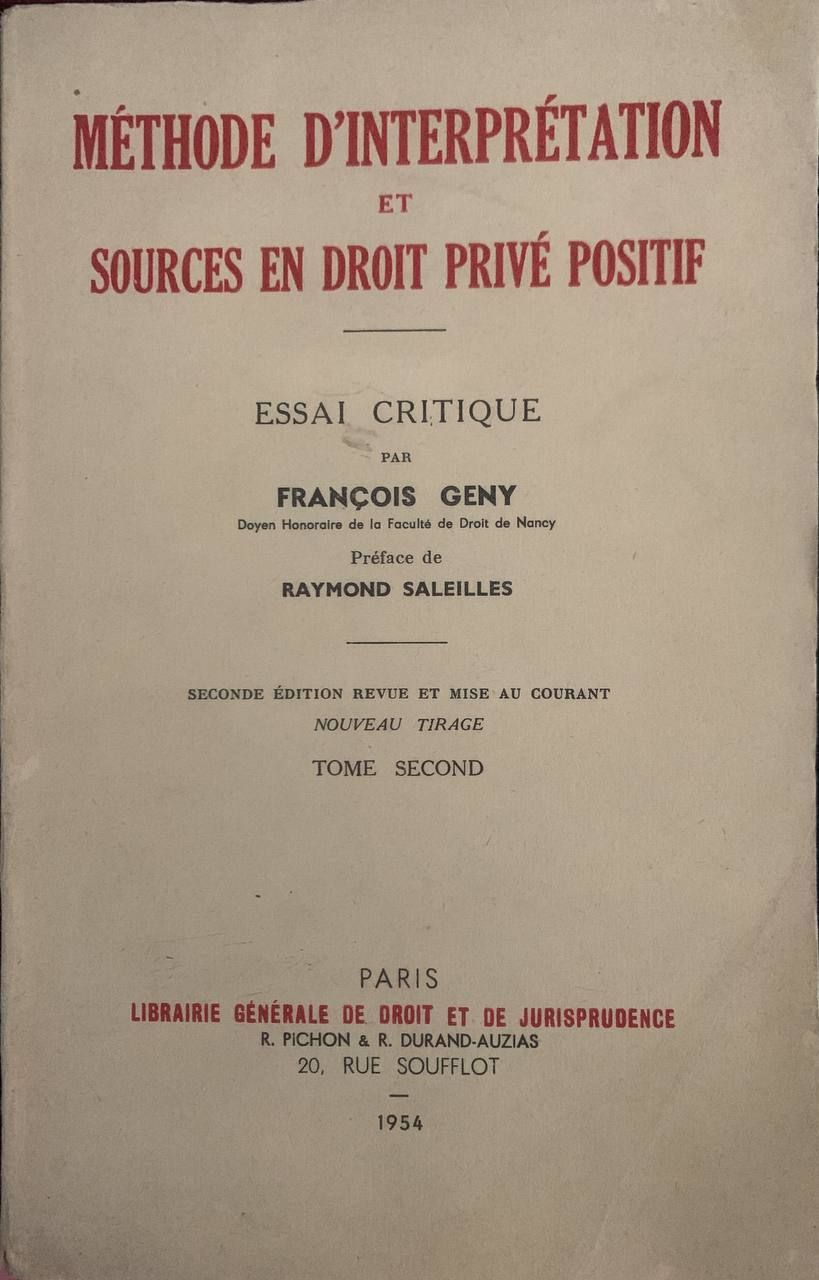 MÉTHODE D'INTERPRÉTATION
ET
SOURCES EN DROIT PRIVÉ POSITIF
ESSAI CRITIQUE
PAR
FRANÇOIS GENY
Doyen Honoraire de la Faculté de Droit de Nancy
Préface de
RAYMOND SALEILLES
SECONDE ÉDITION REVUE ET MISE AU COURANT
NOUVEAU TIRAGE
TOME SECOND
PARIS
LIBRAIRIE GÉNÉRALE DE DROIT ET DE JURISPRUDENCE
R. PICHON & R. DURAND-AUZIAS
20, RUE SOUFFLOT
1954